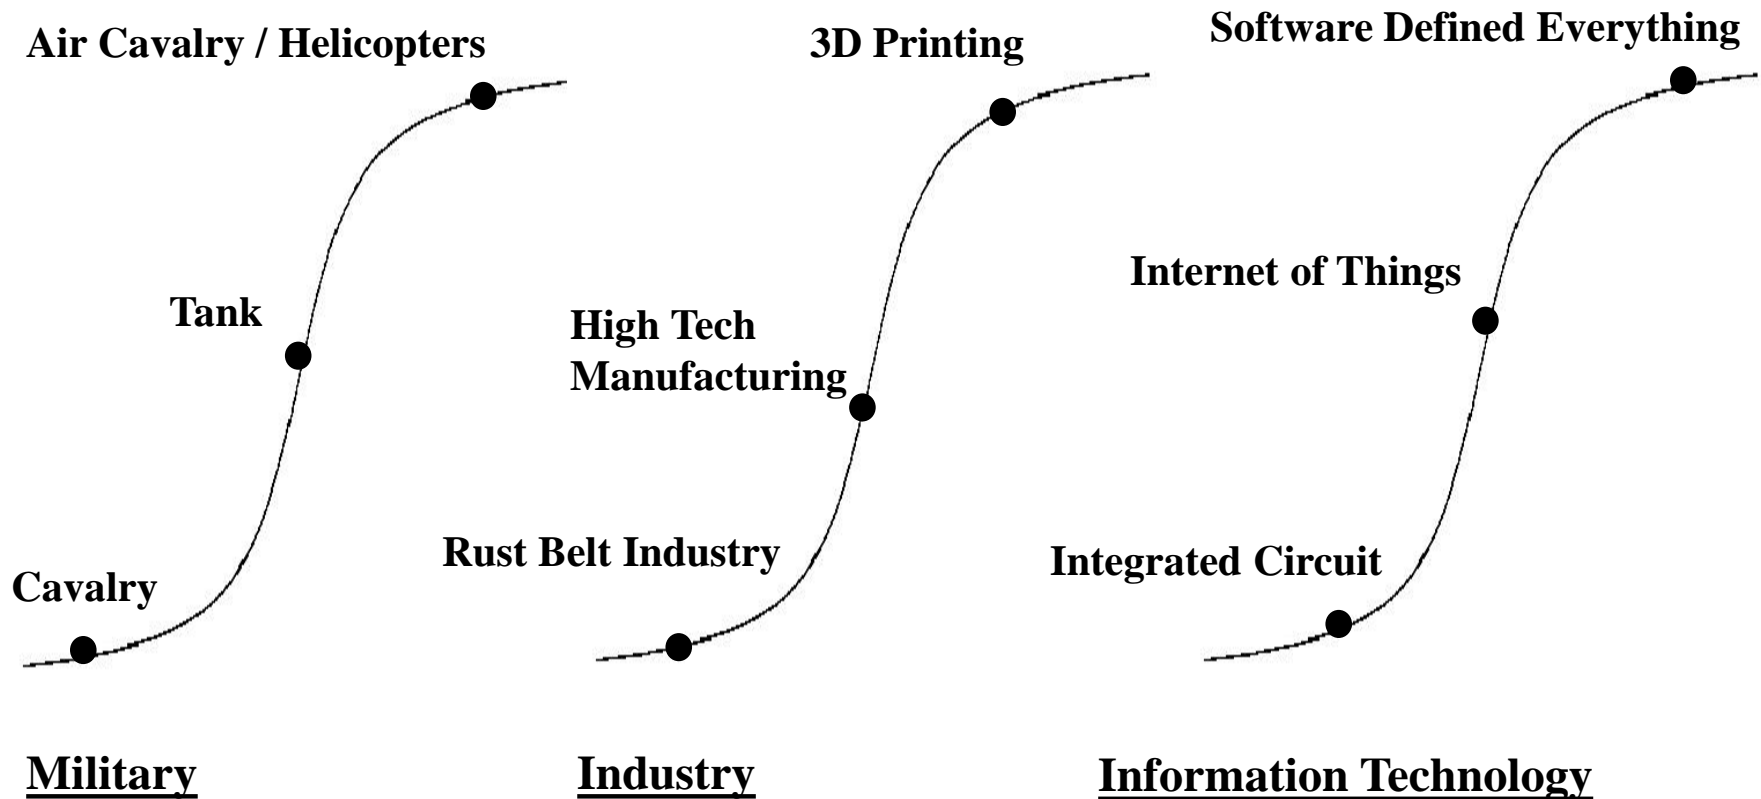 Air Cavalry / Helicopters
Tank
Cavalry
Military
3D Printing
High Tech
Manufacturing
Rust Belt Industry
Industry
Software Defined Everything
Internet of Things
Integrated Circuit
Information Technology